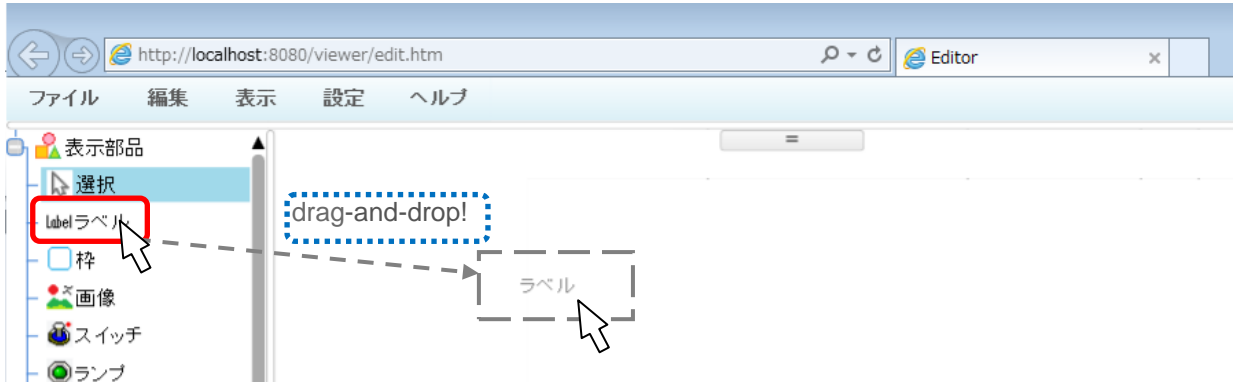 http://localhost:8080/viewer/edit.htm
Editor
ファイル 編集 表示 設定 ヘルプ
表示部品
選択
Label ラベル
drag-and-drop!
枠
ラベル
画像
スイッチ
ランプ